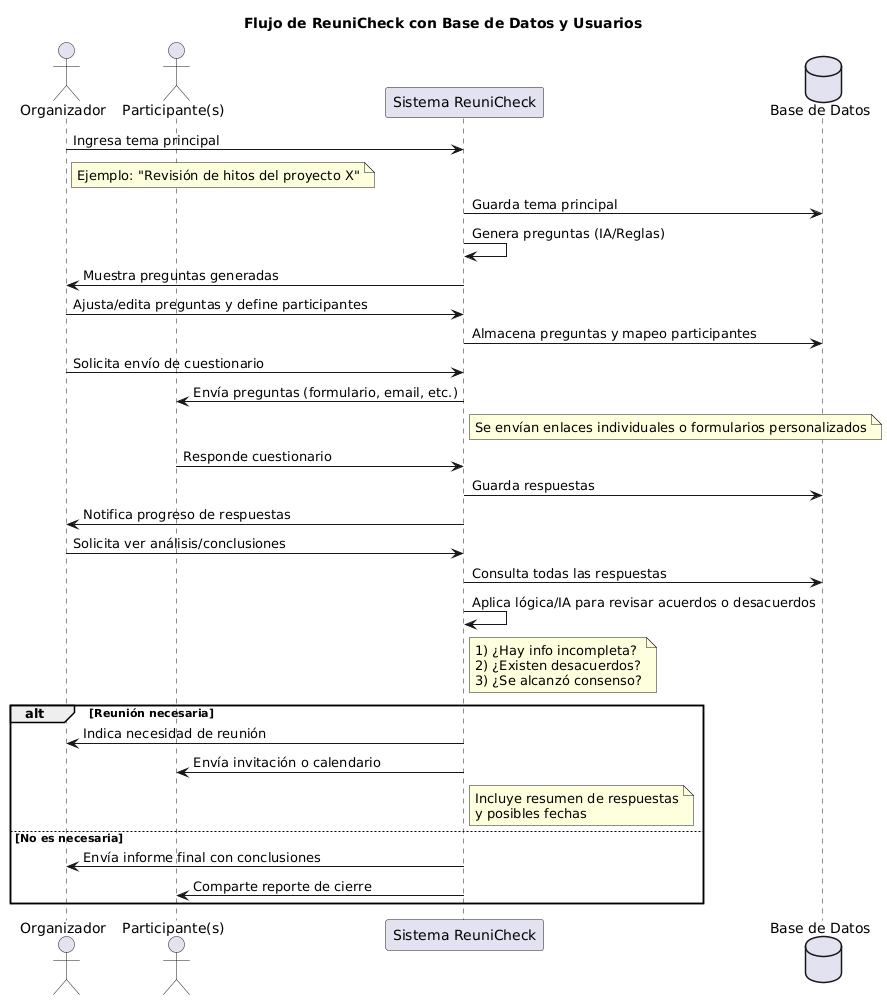 Flujo de ReuniCheck con Base de Datos y Usuarios
Organizador
Participante(s)
Sistema ReuniCheck
Base de Datos
Ingresa tema principal
Ejemplo: "Revisión de hitos del proyecto X"
Guarda tema principal
Genera preguntas (IA/Reglas)
Muestra preguntas generadas
Ajusta/edita preguntas y define participantes
Almacena preguntas y mapeo participantes
Solicita envío de cuestionario
Envía preguntas (formulario, email, etc.)
Se envían enlaces individuales o formularios personalizados
Responde cuestionario
Guarda respuestas
Notifica progreso de respuestas
Solicita ver análisis/conclusiones
Consulta todas las respuestas
Aplica lógica/IA para revisar acuerdos o desacuerdos
1) ¿Hay info incompleta?
2) ¿Existen desacuerdos?
3) ¿Se alcanzó consenso?
alt
[Reunión necesaria]
Indica necesidad de reunión
Envía invitación o calendario
Incluye resumen de respuestas
y posibles fechas
[No es necesaria]
Envía informe final con conclusiones
Comparte reporte de cierre
Organizador
Participante(s)
Sistema ReuniCheck
Base de Datos